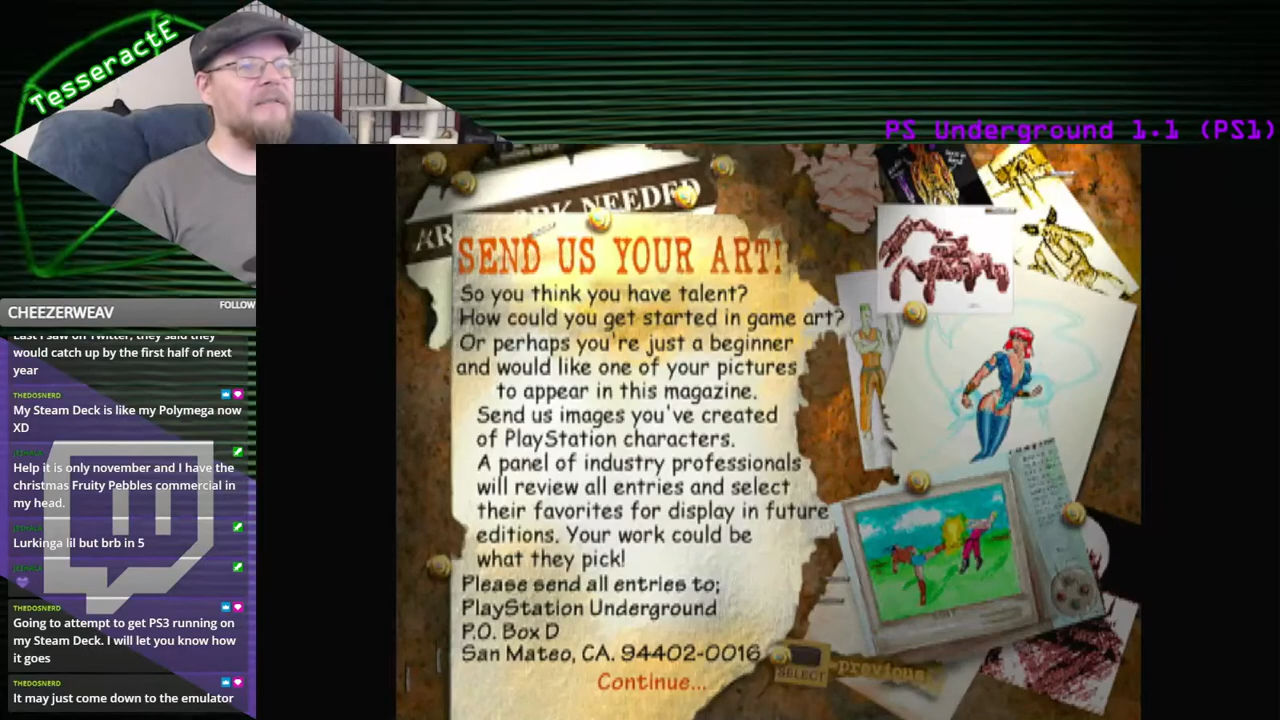 TesseractE
PS Underground 1.1 (PS1)
CHEEZERWEAV
FOLLOW
Last I saw on Twitter, they said they
would catch up by the first half of next
year
THEDOSNERD
My Steam Deck is like my Polymega now
XD
Help it is only november and I have the
christmas Fruity Pebbles commercial in
my head.
Lurkinga lil but brb in 5
THEDOSNERD
Going to attempt to get PS3 running on
my Steam Deck. I will let you know how
it goes
THEDOSNERD
It may just come down to the emulator
NEEDED
SEND US YOUR ART!
So you think you have talent?
How could you get started in game art?
Or perhaps you're just a beginner
and would like one of your pictures
to appear in this magazine.
Send us images you've created
of PlayStation characters.
A panel of industry professionals
will review all entries and select
their favorites for display in future
editions. Your work could be
what they pick!
Please send all entries to;
PlayStation Underground
P.O. Box D
San Mateo, CA. 94402-0016
Continue...
SELECT
previous